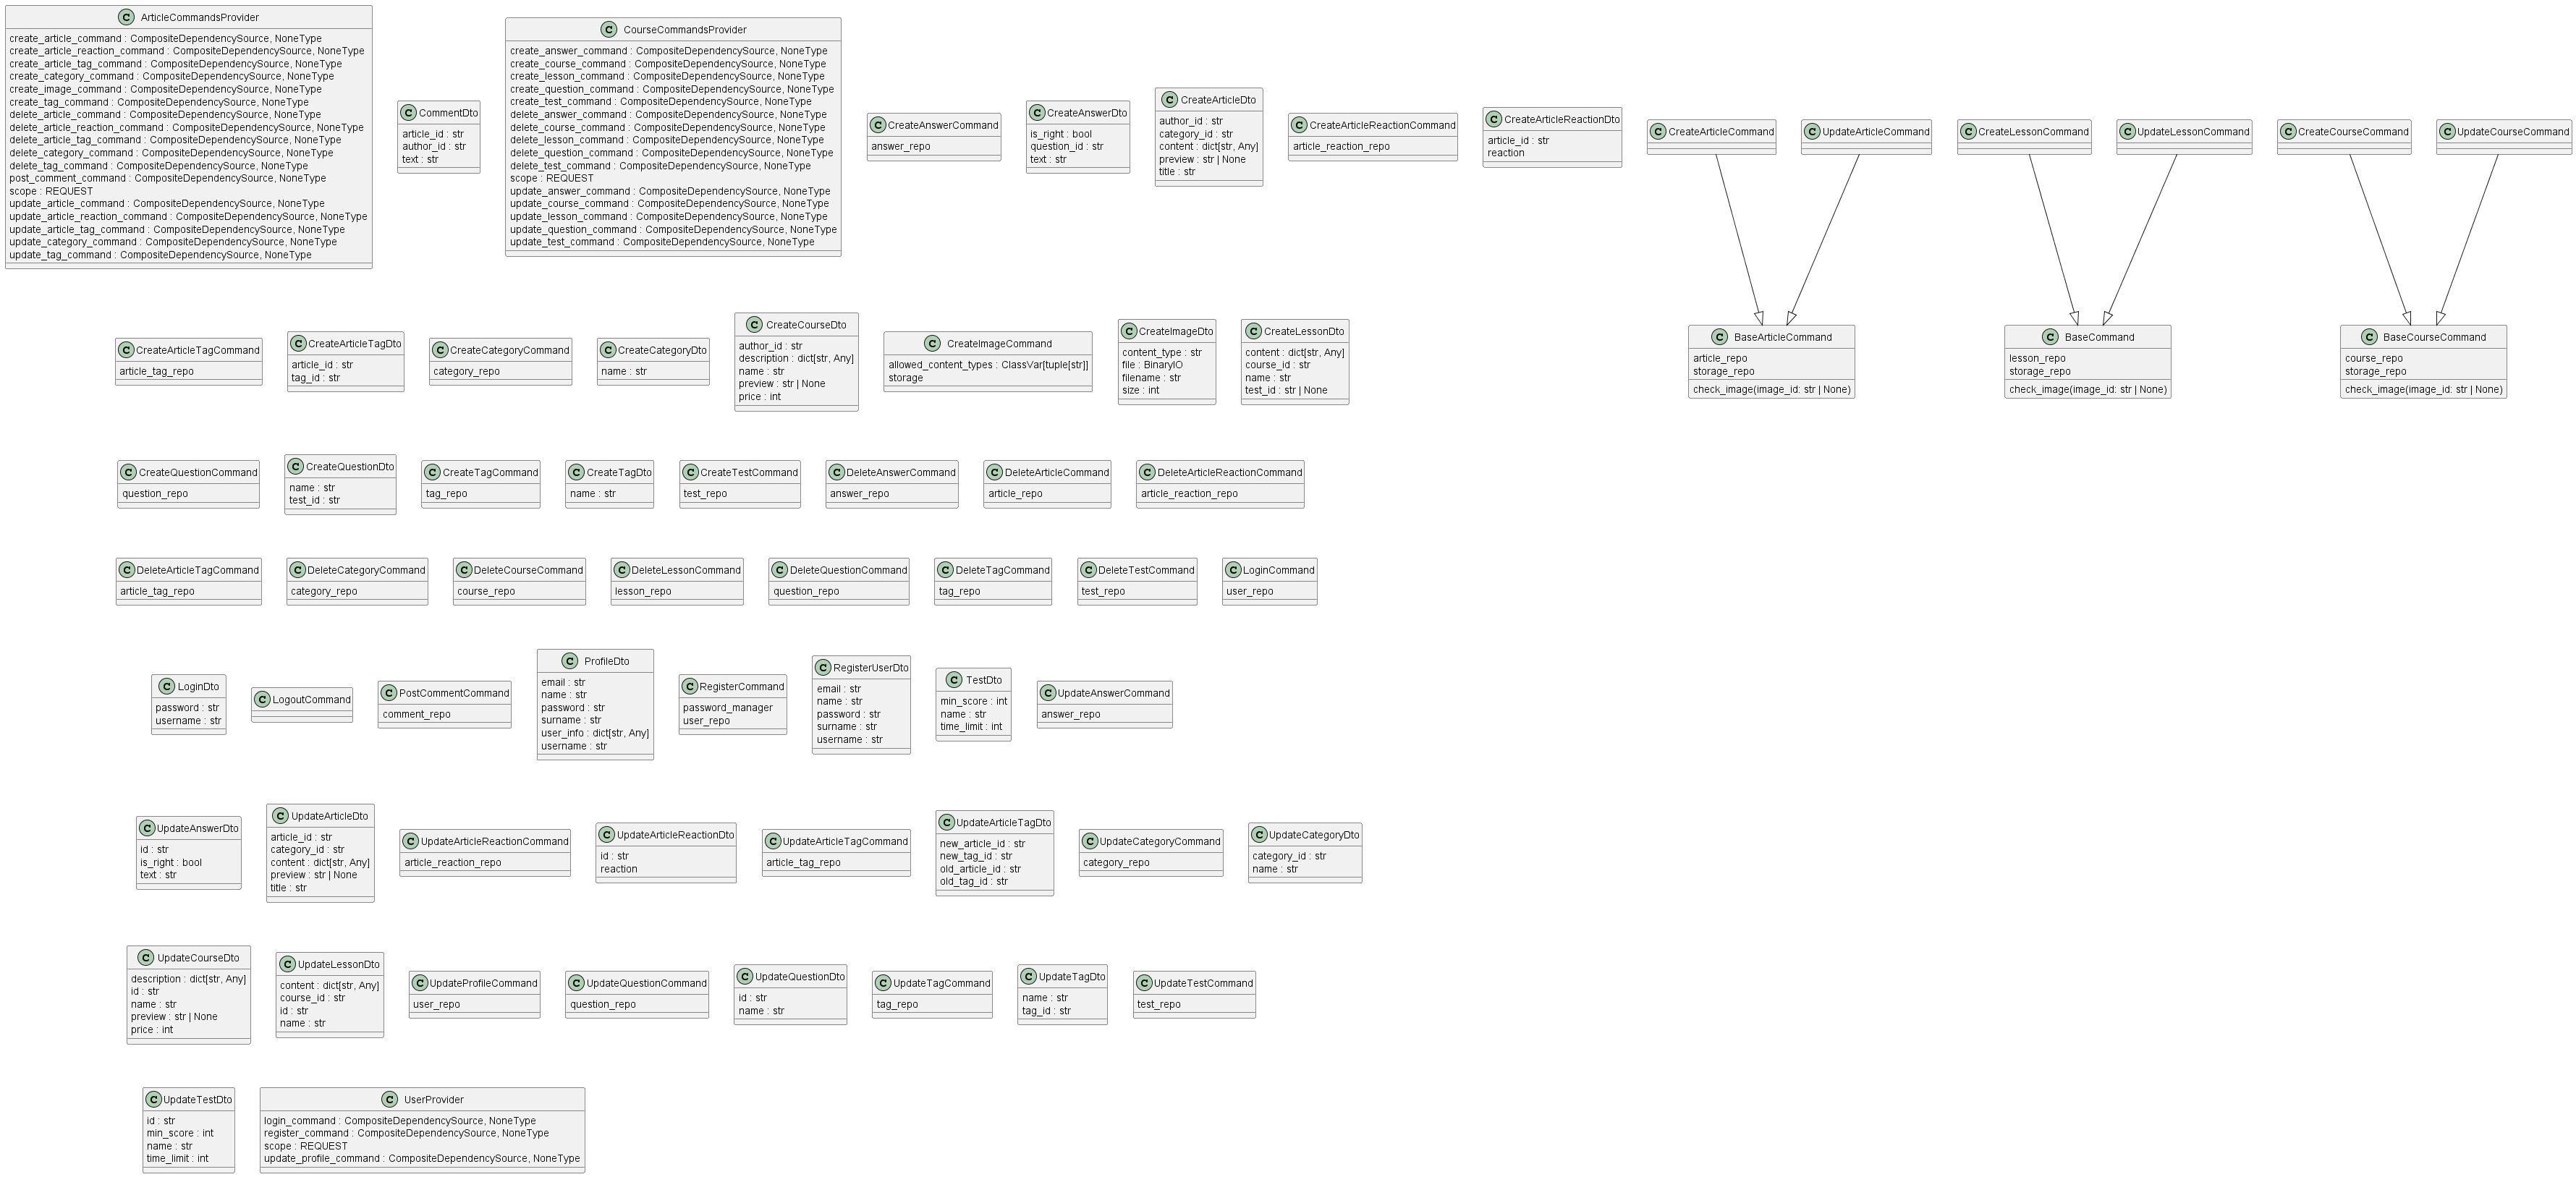 ArticleCommandsProvider
create_article_command : CompositeDependencySource, NoneType
create_article_reaction_command : CompositeDependencySource, NoneType
create_article_tag_command : CompositeDependencySource, NoneType
create_category_command : CompositeDependencySource, NoneType
create_image_command : CompositeDependencySource, NoneType
create_tag_command : CompositeDependencySource, NoneType
delete_article_command : CompositeDependencySource, NoneType
delete_article_reaction_command : CompositeDependencySource, NoneType
delete_article_tag_command : CompositeDependencySource, NoneType
delete_category_command : CompositeDependencySource, NoneType
delete_tag_command : CompositeDependencySource, NoneType
post_comment_command : CompositeDependencySource, NoneType
scope : REQUEST
update_article_command : CompositeDependencySource, NoneType
update_article_reaction_command : CompositeDependencySource, NoneType
update_article_tag_command : CompositeDependencySource, NoneType
update_category_command : CompositeDependencySource, NoneType
update_tag_command : CompositeDependencySource, NoneType
C CommentDto
article_id : str
author_id : str
text : str
C CourseCommandsProvider
create_answer_command : CompositeDependencySource, NoneType
create_course_command : CompositeDependencySource, NoneType
create_lesson_command : CompositeDependencySource, NoneType
create_question_command : CompositeDependencySource, NoneType
create_test_command : CompositeDependencySource, NoneType
delete_answer_command : CompositeDependencySource, NoneType
delete_course_command : CompositeDependencySource, NoneType
delete_lesson_command : CompositeDependencySource, NoneType
delete_question_command : CompositeDependencySource, NoneType
delete_test_command : CompositeDependencySource, NoneType
scope : REQUEST
update_answer_command : CompositeDependencySource, NoneType
update_course_command : CompositeDependencySource, NoneType
update_lesson_command : CompositeDependencySource, NoneType
update_question_command : CompositeDependencySource, NoneType
update_test_command : CompositeDependencySource, NoneType
C CreateAnswerCommand
answer_repo
C CreateAnswerDto
is_right : bool
question_id : str
text : str
C CreateArticleDto
author_id : str
category_id : str
content : dict[str, Any]
preview : str | None
title : str
C CreateArticleReactionCommand
article_reaction_repo
C CreateArticleReactionDto
article_id : str
reaction
C CreateArticleCommand
C UpdateArticleCommand
C CreateLessonCommand
C UpdateLessonCommand
C CreateCourseCommand
C UpdateCourseCommand
C CreateArticleTagCommand
article_tag_repo
C CreateArticleTagDto
article_id : str
tag_id : str
C CreateCategoryCommand
category_repo
C CreateCategoryDto
name : str
C CreateCourseDto
author_id : str
description : dict[str, Any]
name : str
preview : str | None
price : int
C CreateImageCommand
allowed_content_types : ClassVar[tuple[str]]
storage
C CreateImageDto
content_type : str
file : BinaryIO
filename : str
size : int
C CreateLessonDto
content : dict[str, Any]
course_id : str
name : str
test_id : str | None
C BaseArticleCommand
article_repo
storage_repo
check_image(image_id: str | None)
C BaseCommand
lesson_repo
storage_repo
check_image(image_id: str | None)
C BaseCourseCommand
course_repo
storage_repo
check_image(image_id: str | None)
C CreateQuestionCommand
question_repo
C CreateQuestionDto
name : str
test_id : str
C CreateTagCommand
tag_repo
C CreateTagDto
name : str
C CreateTestCommand
test_repo
C DeleteAnswerCommand
answer_repo
C DeleteArticleCommand
article_repo
C DeleteArticleReactionCommand
article_reaction_repo
C DeleteArticleTagCommand
article_tag_repo
C DeleteCategoryCommand
category_repo
C DeleteCourseCommand
course_repo
C DeleteLessonCommand
lesson_repo
C DeleteQuestionCommand
question_repo
C DeleteTagCommand
tag_repo
C DeleteTestCommand
test_repo
C LoginCommand
user_repo
C LoginDto
password : str
username : str
C LogoutCommand
C PostCommentCommand
comment_repo
C ProfileDto
email : str
name : str
password : str
surname : str
user_info : dict[str, Any]
username : str
C RegisterCommand
password_manager
user_repo
C RegisterUserDto
email : str
name : str
password : str
surname : str
username : str
C TestDto
min_score : int
name : str
time_limit : int
C UpdateAnswerCommand
answer_repo
C UpdateAnswerDto
id : str
is_right : bool
text : str
C UpdateArticleDto
article_id : str
category_id : str
content : dict[str, Any]
preview : str | None
title : str
C UpdateArticleReactionCommand
article_reaction_repo
C UpdateArticleReactionDto
id : str
reaction
C UpdateArticleTagCommand
article_tag_repo
C UpdateArticleTagDto
new_article_id : str
new_tag_id : str
old_article_id : str
old_tag_id : str
C UpdateCategoryCommand
category_repo
C UpdateCategoryDto
category_id : str
name : str
C UpdateCourseDto
description : dict[str, Any]
id : str
name : str
preview : str | None
price : int
C UpdateLessonDto
content : dict[str, Any]
course_id : str
id : str
name : str
C UpdateProfileCommand
user_repo
C UpdateQuestionCommand
question_repo
C UpdateQuestionDto
id : str
name : str
C UpdateTagCommand
tag_repo
C UpdateTagDto
name : str
tag_id : str
C UpdateTestCommand
test_repo
C UpdateTestDto
id : str
min_score : int
name : str
time_limit : int
C UserProvider
login_command : CompositeDependencySource, NoneType
register_command : CompositeDependencySource, NoneType
scope : REQUEST
update_profile_command : CompositeDependencySource, NoneType